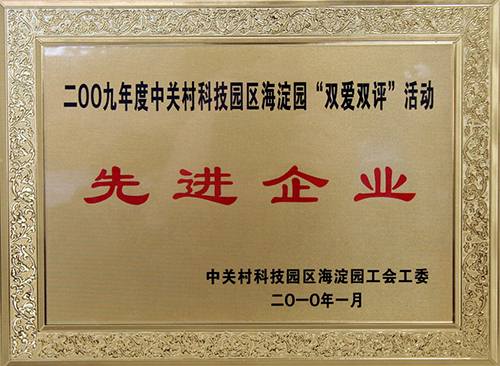 二〇〇九年度中关村科技园区海淀园“双爱双评”活动
先进企业
中关村科技园区海淀园工会工委
二〇一〇年一月